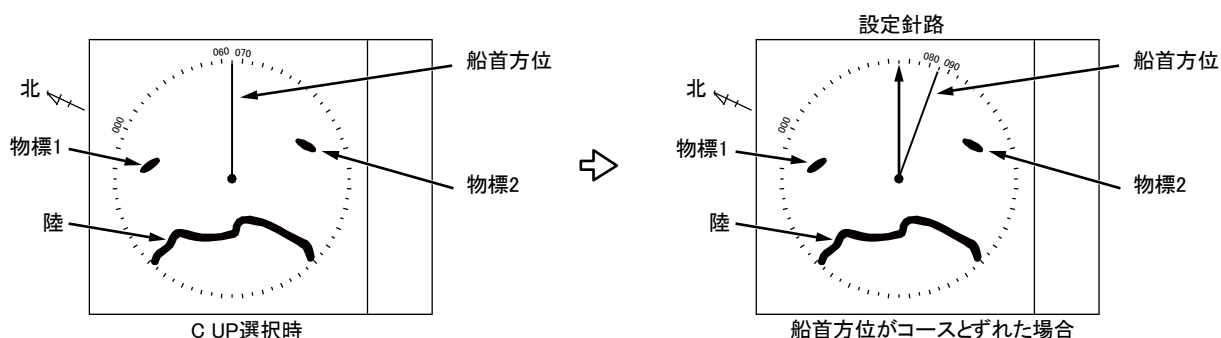 設定針路
060 070
船首方位
北
000
物標1
物標2
陸
C UP選択時
080 090
船首方位
北
000
物標1
物標2
陸
船首方位がコースとずれた場合